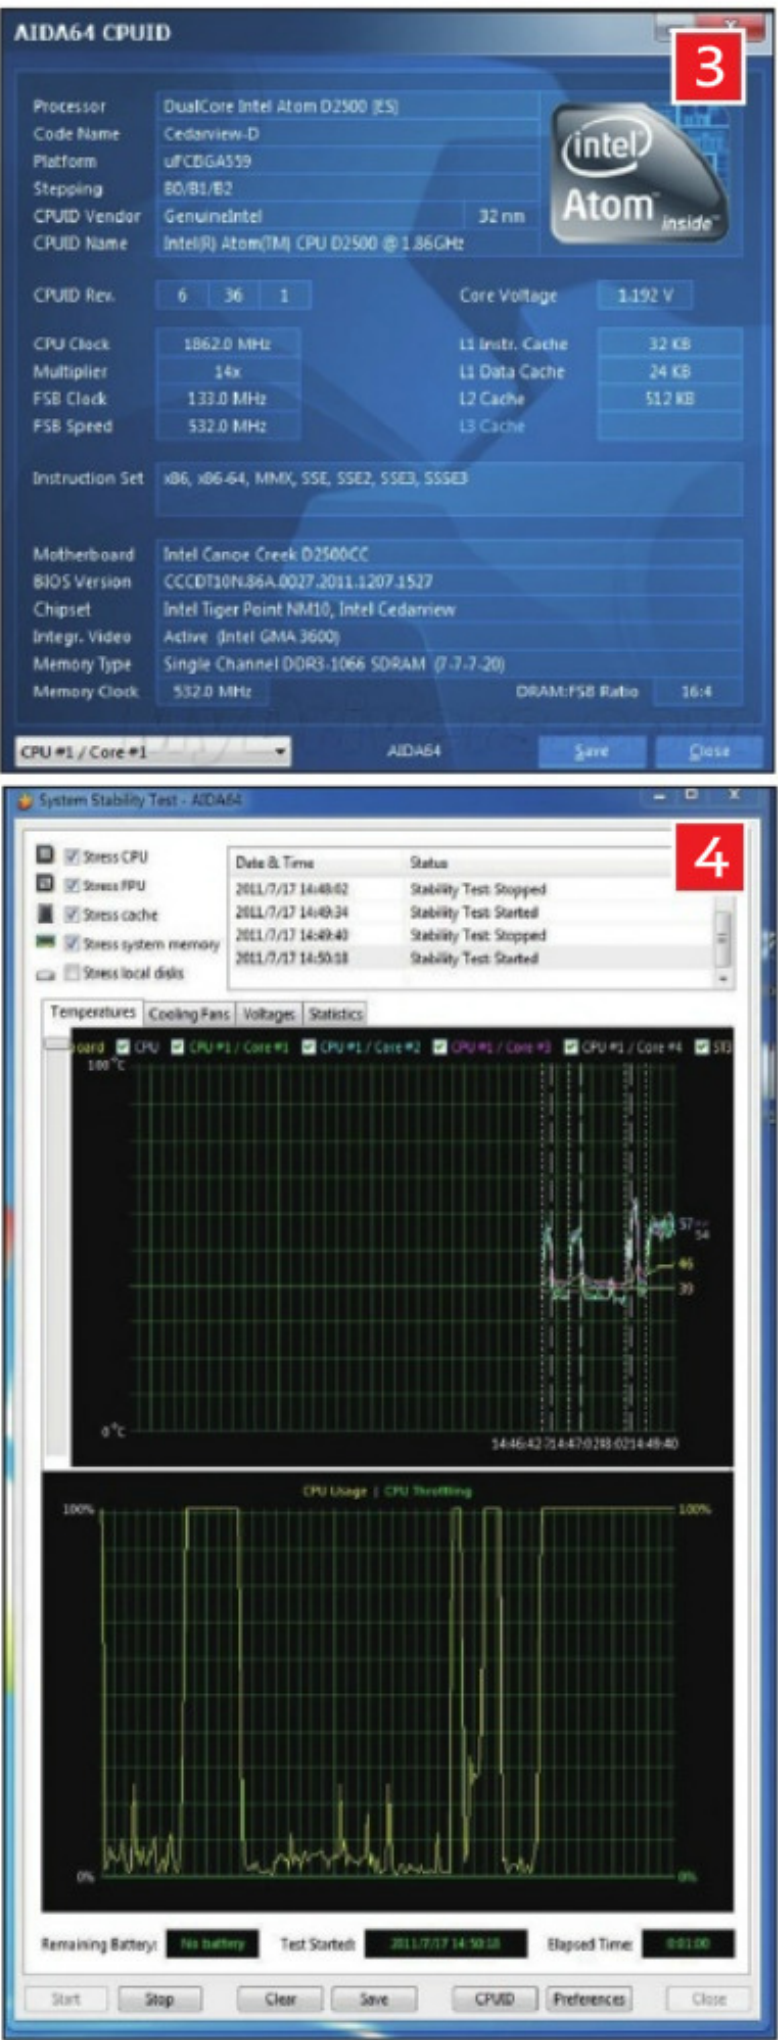 AIDA64 CPUID
3
Processor DualCore Intel Atom D2500 [ES]
Code Name Cedarview-D
Platform uFCBGA559
Stepping B0/B1/B2
CPUID Vendor GenuineIntel 32 nm
CPUID Name Intel(R) Atom(TM) CPU D2500 @ 1.86GHz
(intel) Atom™ inside™
CPUID Rev. 6 36 1 Core Voltage 1.192 V
CPU Clock 1862.0 MHz L1 Instr. Cache 32 KB
Multiplier 14x L1 Data Cache 24 KB
FSB Clock 133.0 MHz L2 Cache 512 KB
FSB Speed 532.0 MHz L3 Cache
Instruction Set x86, x86-64, MMX, SSE, SSE2, SSE3, SSSE3
Motherboard Intel Canoe Creek D2500CC
BIOS Version CCCDT10N.86A.0027.2011.1207.1527
Chipset Intel Tiger Point NM10, Intel Cedarview
Integr. Video Active (Intel GMA 3600)
Memory Type Single Channel DDR3-1066 SDRAM (7-7-7-20)
Memory Clock 532.0 MHz DRAM:FSB Ratio 16:4
CPU #1 / Core #1 AIDA64 Save Close
System Stability Test - AIDA64
4
Stress CPU
Stress FPU
Stress cache
Stress system memory
Stress local disks
Date & Time Status
2011/7/17 14:48:02 Stability Test: Stopped
2011/7/17 14:49:34 Stability Test: Started
2011/7/17 14:49:40 Stability Test: Stopped
2011/7/17 14:50:18 Stability Test: Started
Temperatures Cooling Fans Voltages Statistics
oard CPU CPU #1 / Core #1 CPU #1 / Core #2 CPU #1 / Core #3 CPU #1 / Core #4 ST3
100°C
57
54
46
39
0°C
14:46:42 14:49:40
CPU Usage | CPU Throttling
100% 100%
0% 0%
Remaining Battery: No battery Test Started: 2011/7/17 14:50:18 Elapsed Time: 0:01:00
Start Stop Clear Save CPUID Preferences Close